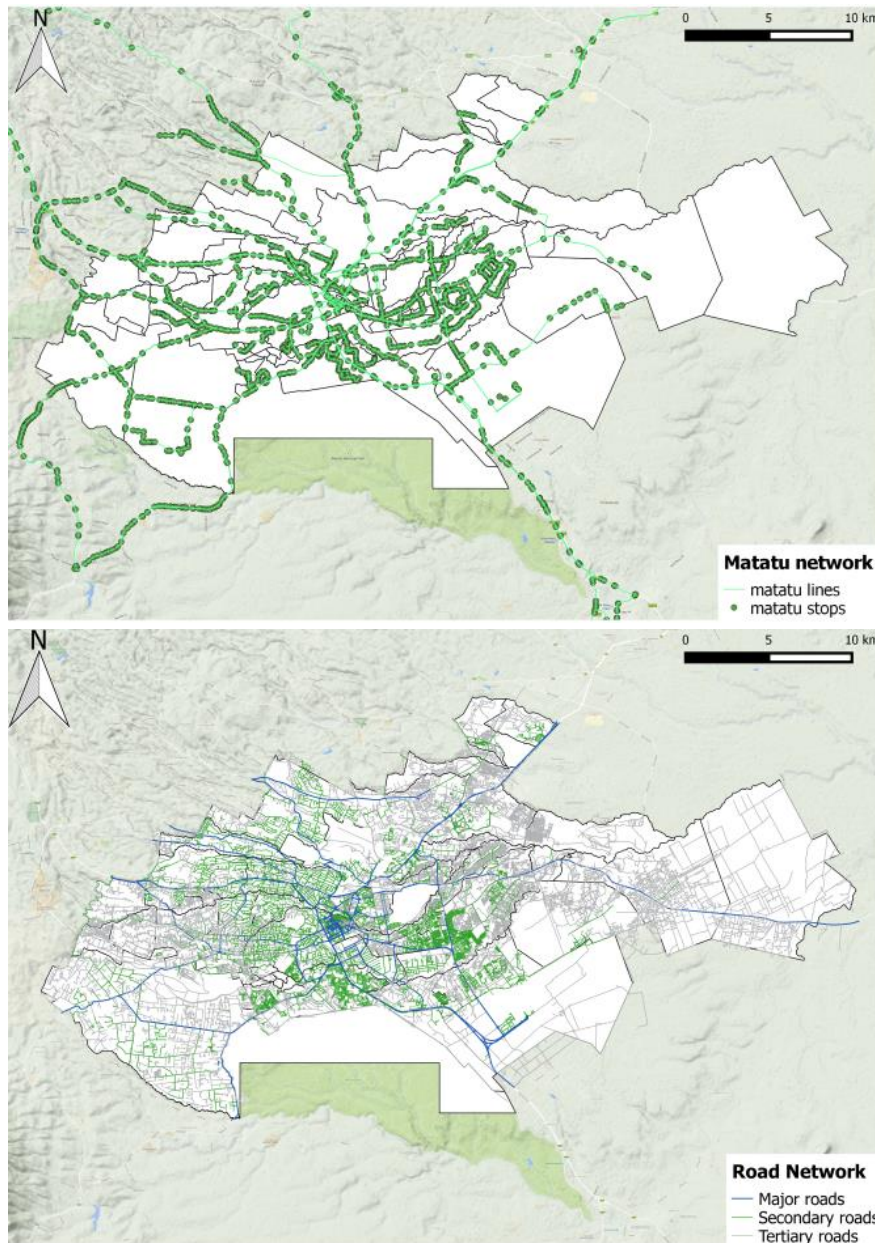 N
0 5 10 km
Matatu network
matatu lines
matatu stops
N
0 5 10 km
Road Network
Major roads
Secondary roads
Tertiary roads